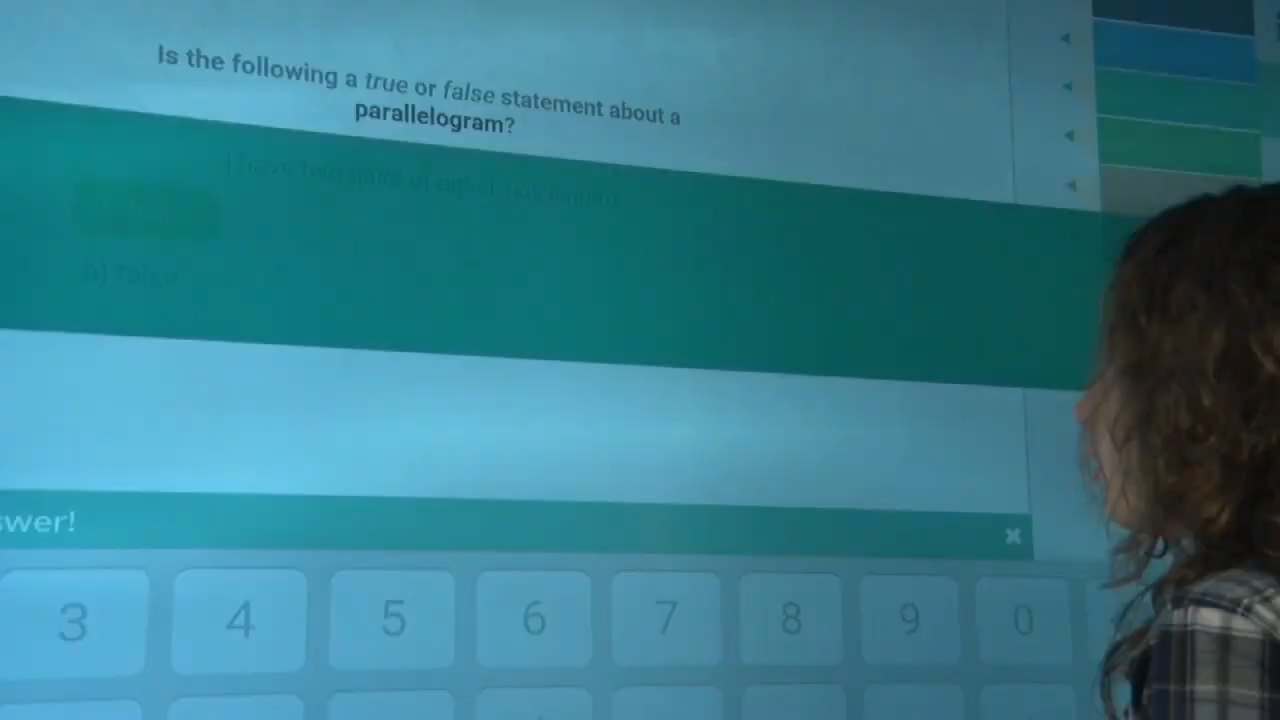 Is the following a true or false statement about a
parallelogram?
swer!
3 4 5 6 7 8 9 0